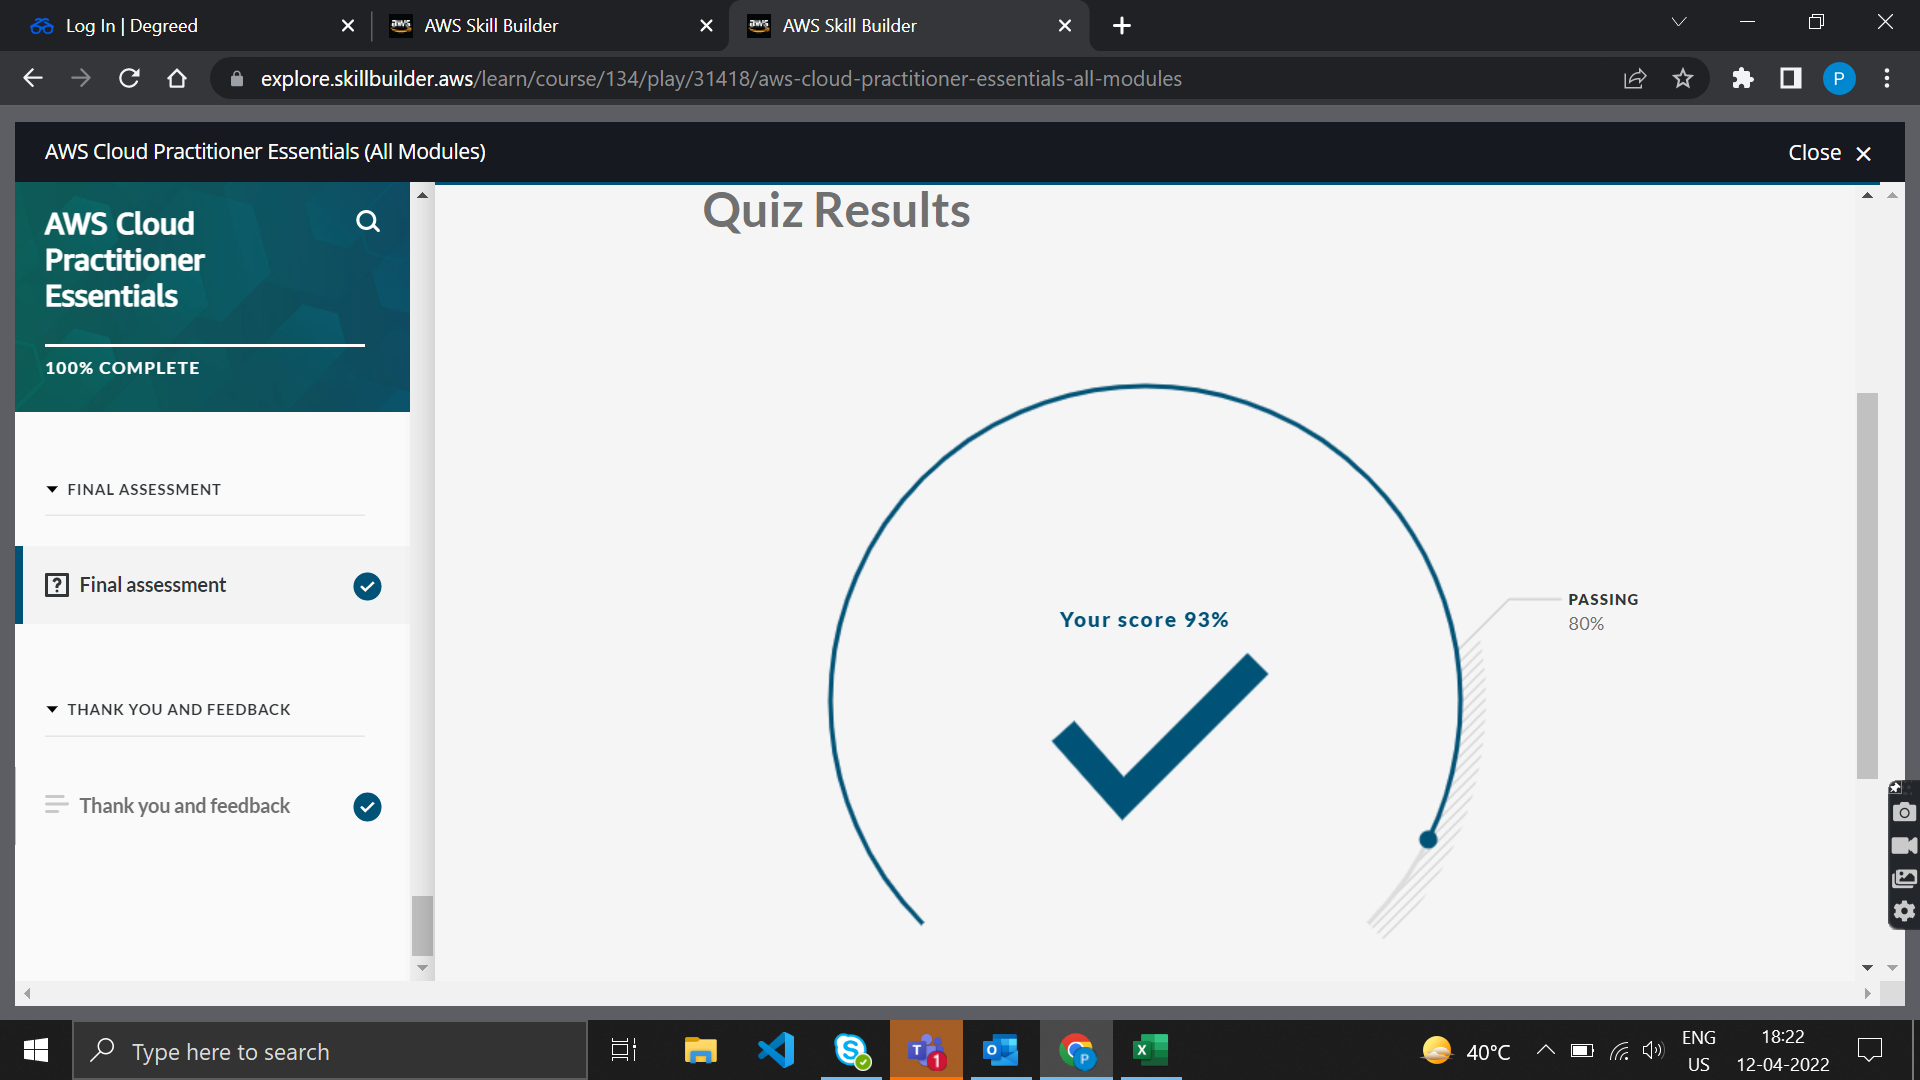 Log In | Degreed
AWS Skill Builder
AWS Skill Builder
explore.skillbuilder.aws/learn/course/134/play/31418/aws-cloud-practitioner-essentials-all-modules
P
AWS Cloud Practitioner Essentials (All Modules)
Close
AWS Cloud
Practitioner
Essentials
100% COMPLETE
FINAL ASSESSMENT
Final assessment
THANK YOU AND FEEDBACK
Thank you and feedback
Quiz Results
Your score 93%
PASSING
80%
Type here to search
40°C
ENG
US
18:22
12-04-2022